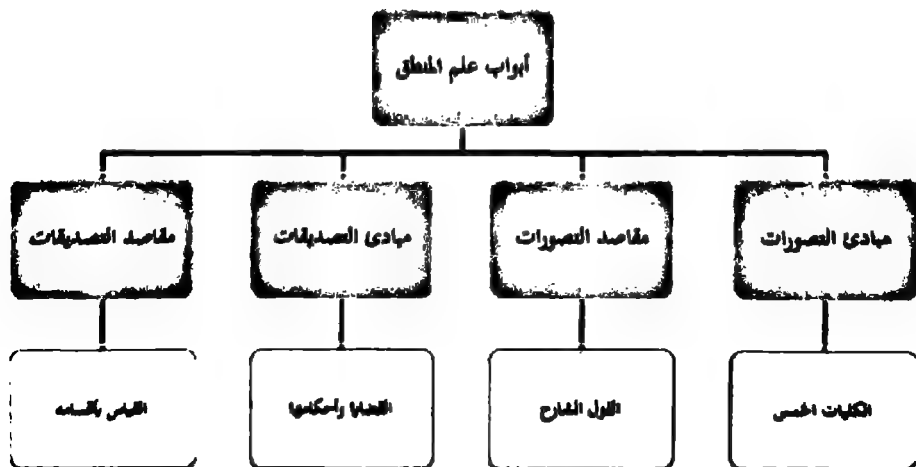 أبواب علم المنطق
مبادئ التصورات
مقاصد التصورات
مبادئ التصديقات
مقاصد التصديقات
الكليات الخمس
القول الشارح
القضايا وأحكامها
القياس بأقسامه